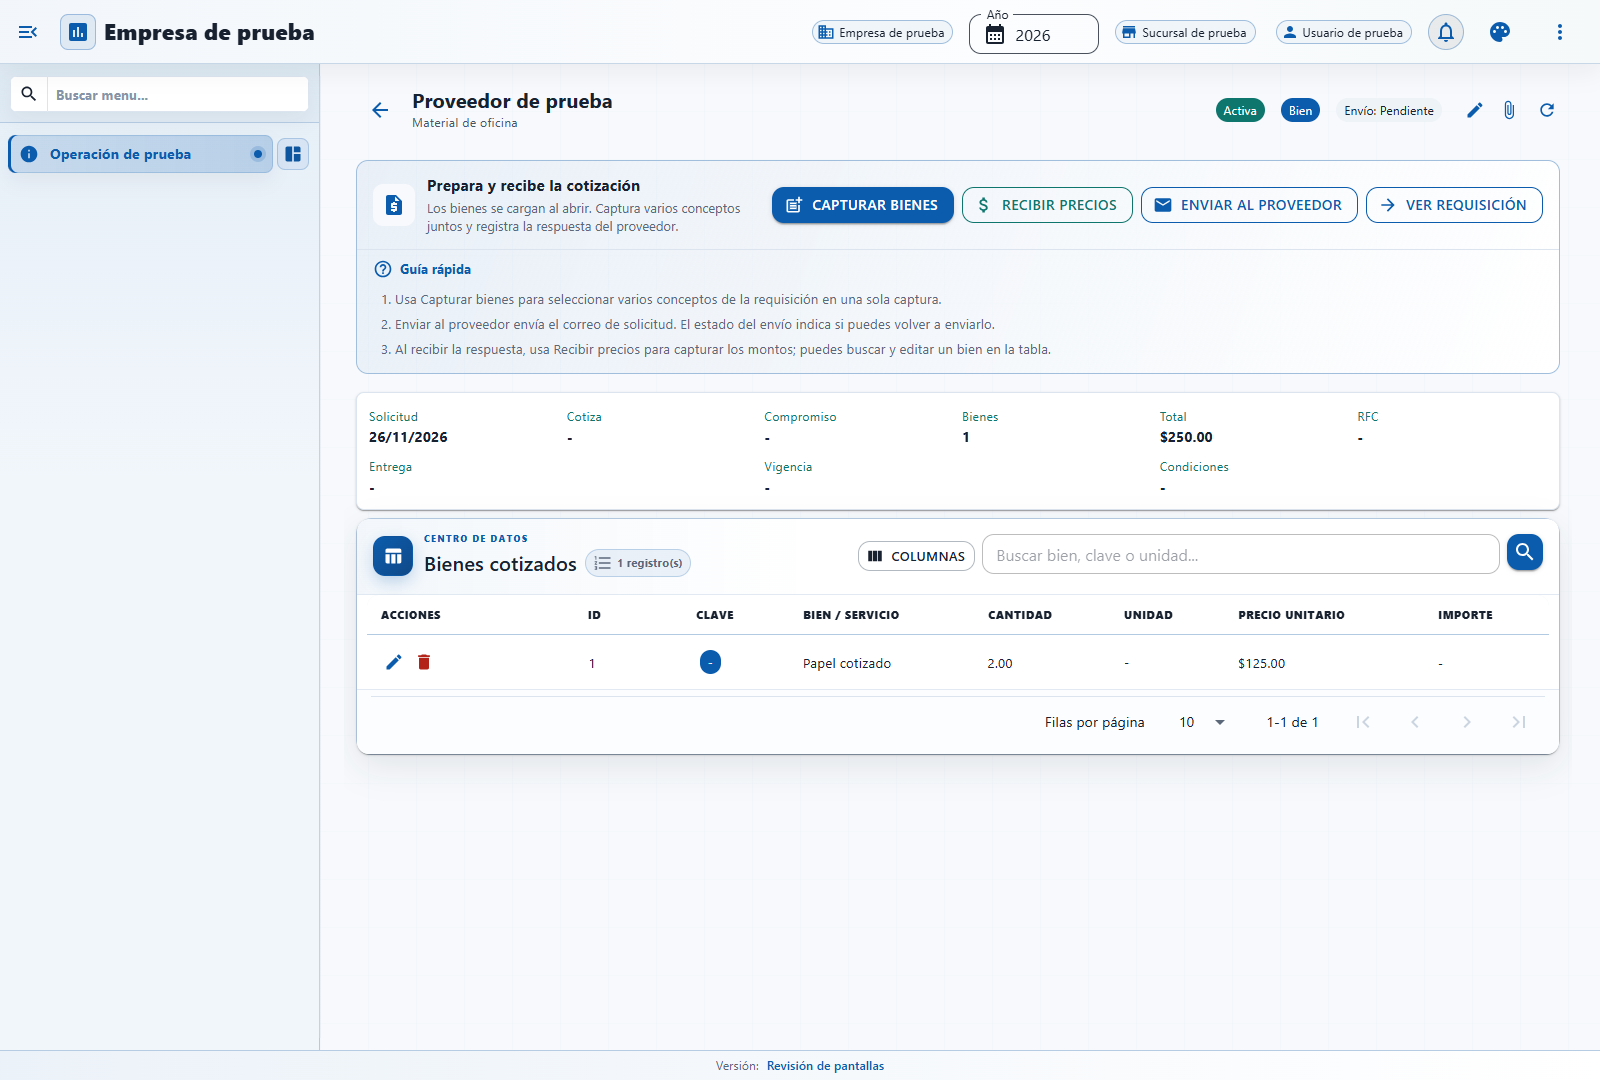 Empresa de prueba
Empresa de prueba
Año
2026
Sucursal de prueba
Usuario de prueba
Buscar menu...
Operación de prueba
Proveedor de prueba
Material de oficina
Activa
Bien
Envío: Pendiente
Prepara y recibe la cotización
Los bienes se cargan al abrir. Captura varios conceptos
juntos y registra la respuesta del proveedor.
CAPTURAR BIENES
RECIBIR PRECIOS
ENVIAR AL PROVEEDOR
VER REQUISICIÓN
Guía rápida
1. Usa Capturar bienes para seleccionar varios conceptos de la requisición en una sola captura.
2. Enviar al proveedor envía el correo de solicitud. El estado del envío indica si puedes volver a enviarlo.
3. Al recibir la respuesta, usa Recibir precios para capturar los montos; puedes buscar y editar un bien en la tabla.
Solicitud Cotiza Compromiso Bienes Total RFC
26/11/2026 - - 1 $250.00 -
Entrega Vigencia Condiciones
- - -
CENTRO DE DATOS
Bienes cotizados
1 registro(s)
COLUMNAS
Buscar bien, clave o unidad...
ACCIONES ID CLAVE BIEN / SERVICIO CANTIDAD UNIDAD PRECIO UNITARIO IMPORTE
1 - Papel cotizado 2.00 - $125.00 -
Filas por página 10 1-1 de 1
Versión: Revisión de pantallas